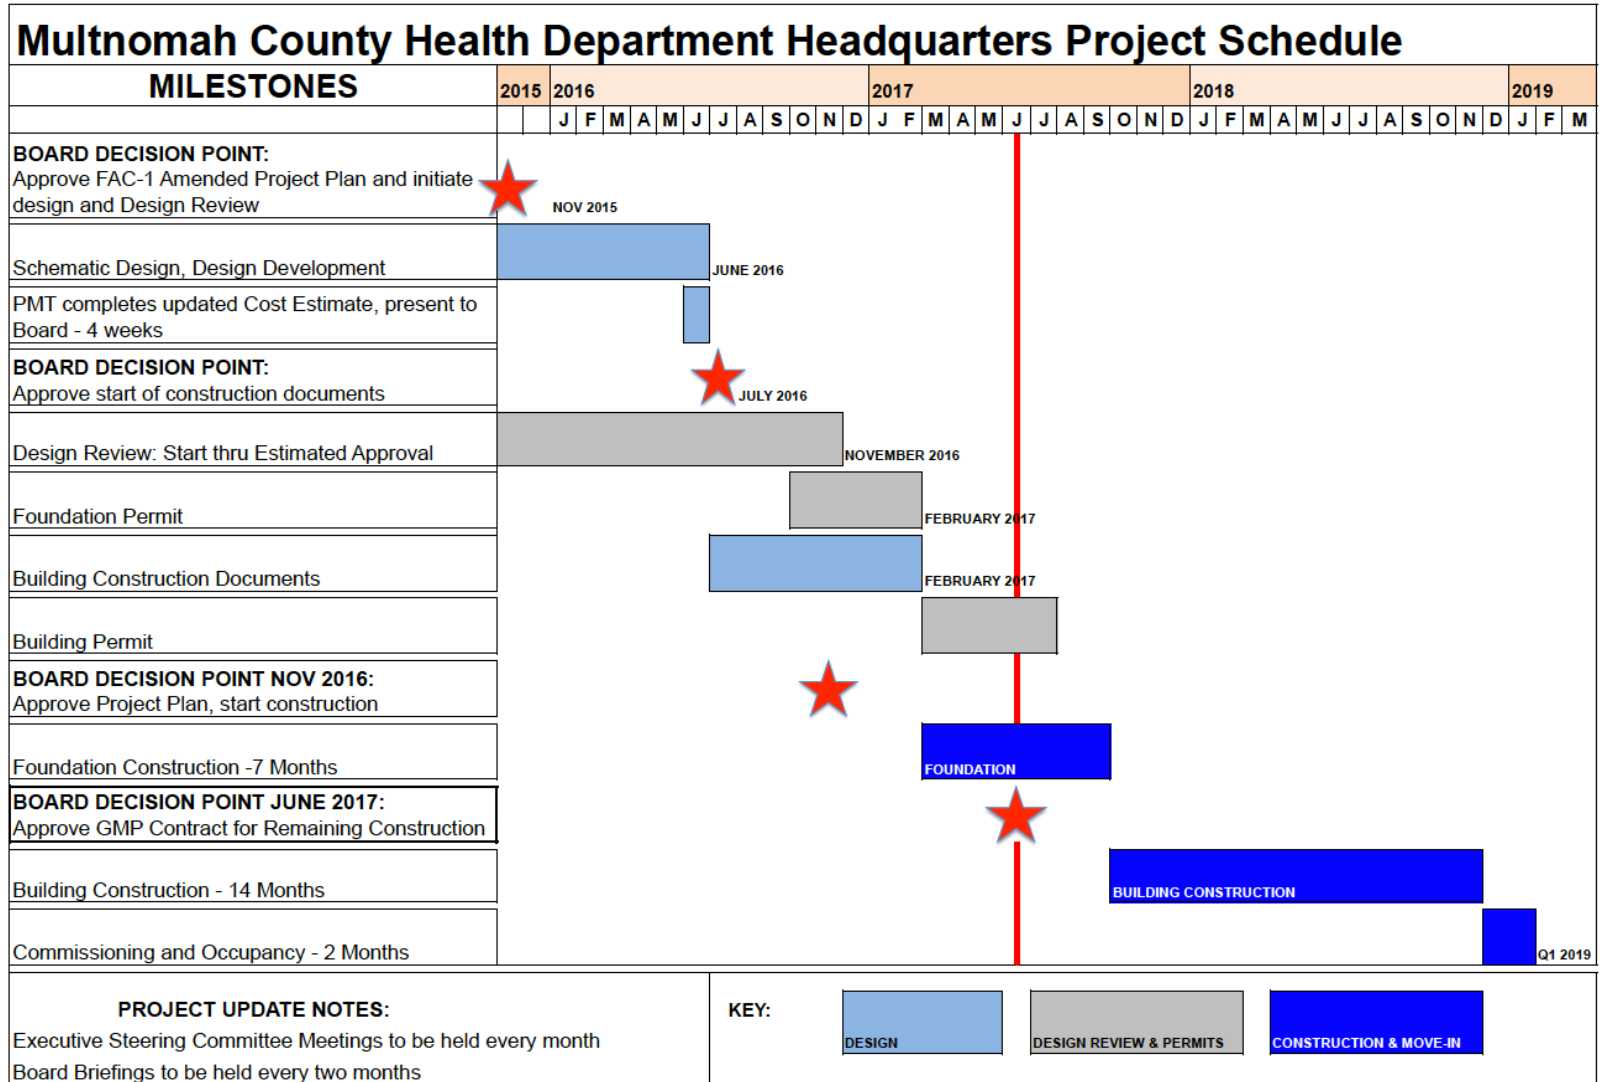 Multnomah County Health Department Headquarters Project Schedule
MILESTONES 2015 2016 2017 2018 2019
J F M A M J J A S O N D J F M A M J J A S O N D J F M A M J J A S O N D J F M
BOARD DECISION POINT:
Approve FAC-1 Amended Project Plan and initiate
design and Design Review
NOV 2015
Schematic Design, Design Development
JUNE 2016
PMT completes updated Cost Estimate, present to
Board - 4 weeks
BOARD DECISION POINT:
Approve start of construction documents
JULY 2016
Design Review: Start thru Estimated Approval
NOVEMBER 2016
Foundation Permit
FEBRUARY 2017
Building Construction Documents
FEBRUARY 2017
Building Permit
BOARD DECISION POINT NOV 2016:
Approve Project Plan, start construction
Foundation Construction -7 Months
FOUNDATION
BOARD DECISION POINT JUNE 2017:
Approve GMP Contract for Remaining Construction
Building Construction - 14 Months
BUILDING CONSTRUCTION
Commissioning and Occupancy - 2 Months
Q1 2019
PROJECT UPDATE NOTES:
Executive Steering Committee Meetings to be held every month
Board Briefings to be held every two months
KEY:
DESIGN
DESIGN REVIEW & PERMITS
CONSTRUCTION & MOVE-IN